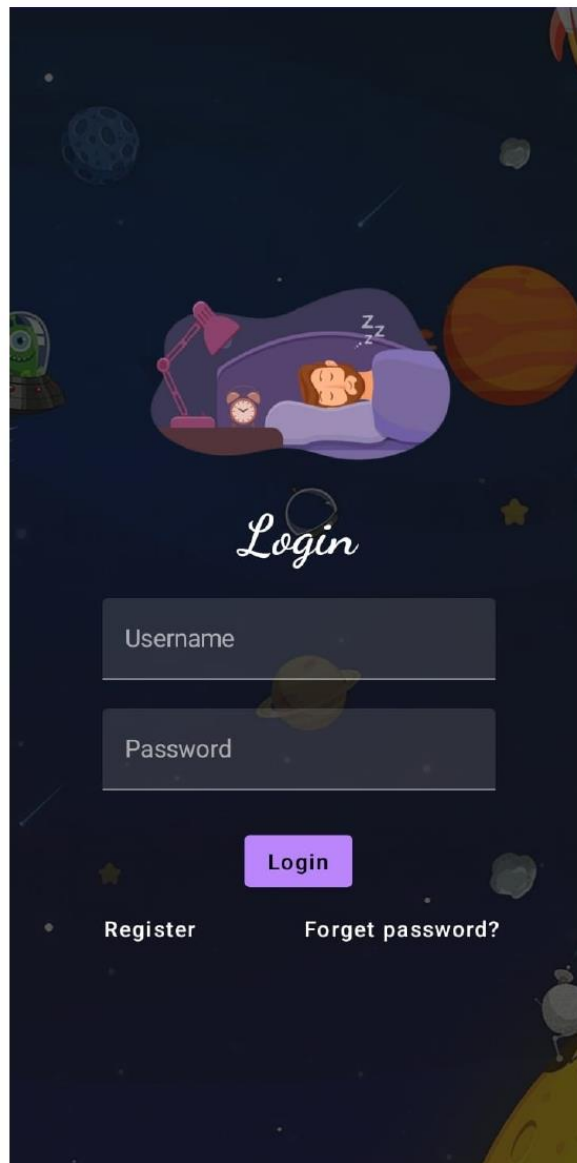 Z
Z
Z
Login
Username
Password
Login
Register Forget password?